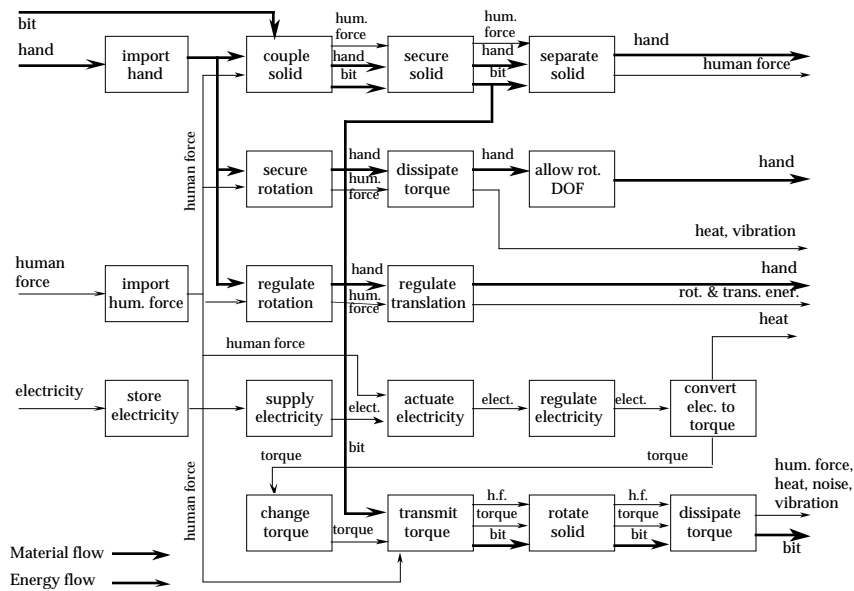 bit
hand
import
hand
couple
solid
hum.
force
hand
bit
secure
solid
hum.
force
hand
bit
separate
solid
hand
human force
human force
secure
rotation
hand
hum.
force
dissipate
torque
hand
allow rot.
DOF
hand
heat, vibration
human
force
import
hum. force
regulate
rotation
hand
hum.
force
regulate
translation
hand
rot. & trans. ener.
human force
heat
electricity
store
electricity
supply
electricity
elect.
actuate
electricity
elect.
regulate
electricity
elect.
convert
elec. to
torque
bit
torque
torque
human force
change
torque
torque
transmit
torque
h.f.
torque
bit
rotate
solid
h.f.
torque
bit
dissipate
torque
hum. force,
heat, noise,
vibration
bit
Material flow
Energy flow